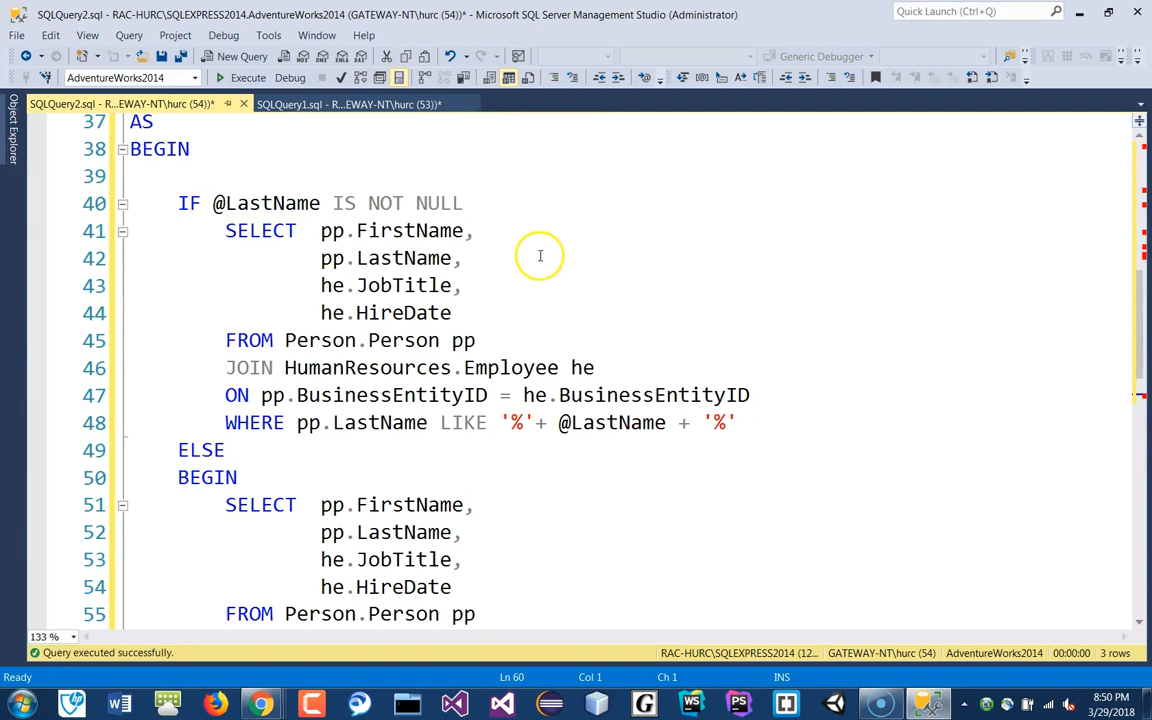 SQLQuery2.sql - RAC-HURC\SQLEXPRESS2014.AdventureWorks2014 (GATEWAY-NT\hurc (54))* - Microsoft SQL Server Management Studio (Administrator)
Quick Launch (Ctrl+Q)
File Edit View Query Project Debug Tools Window Help
New Query
Generic Debugger
AdventureWorks2014
Execute Debug
SQLQuery2.sql - R...EWAY-NT\hurc (54))*
SQLQuery1.sql - R...EWAY-NT\hurc (53))*
Object Explorer
37 AS
38 BEGIN
39
40 IF @LastName IS NOT NULL
41 SELECT pp.FirstName,
42 pp.LastName,
43 he.JobTitle,
44 he.HireDate
45 FROM Person.Person pp
46 JOIN HumanResources.Employee he
47 ON pp.BusinessEntityID = he.BusinessEntityID
48 WHERE pp.LastName LIKE '%'+ @LastName + '%'
49 ELSE
50 BEGIN
51 SELECT pp.FirstName,
52 pp.LastName,
53 he.JobTitle,
54 he.HireDate
55 FROM Person.Person pp
133 %
Query executed successfully.
RAC-HURC\SQLEXPRESS2014 (12... GATEWAY-NT\hurc (54) AdventureWorks2014 00:00:00 3 rows
Ready Ln 60 Col 1 Ch 1 INS
8:50 PM
3/29/2018